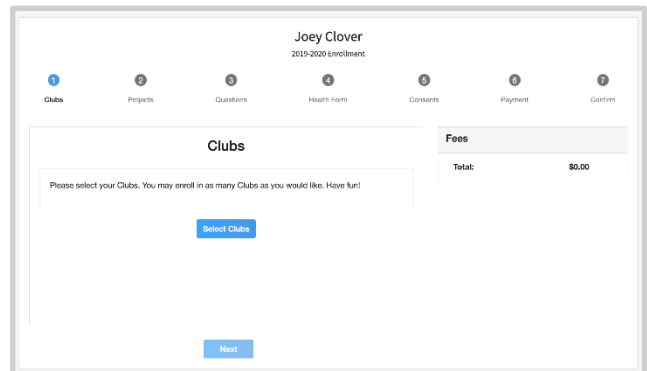 Joey Clover
2019-2020 Enrollment
1 2 3 4 5 6 7
Clubs Projects Questions Health Form Consents Payment Confirm
Clubs
Please select your Clubs. You may enroll in as many Clubs as you would like. Have fun!
Select Clubs
Next
Fees
Total: $0.00